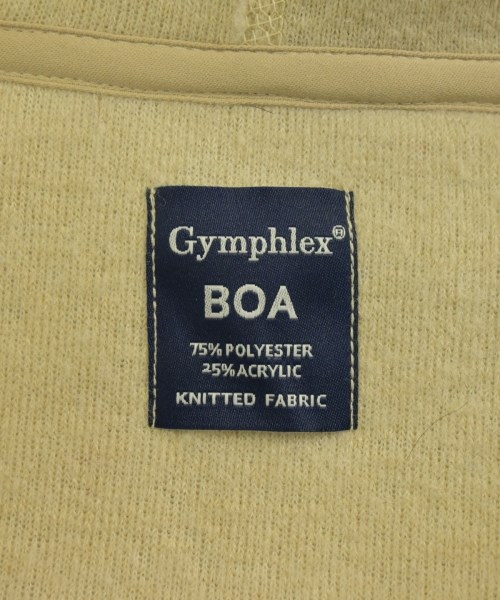 Gymphlex®
BOA
75% POLYESTER
25% ACRYLIC
KNITTED FABRIC